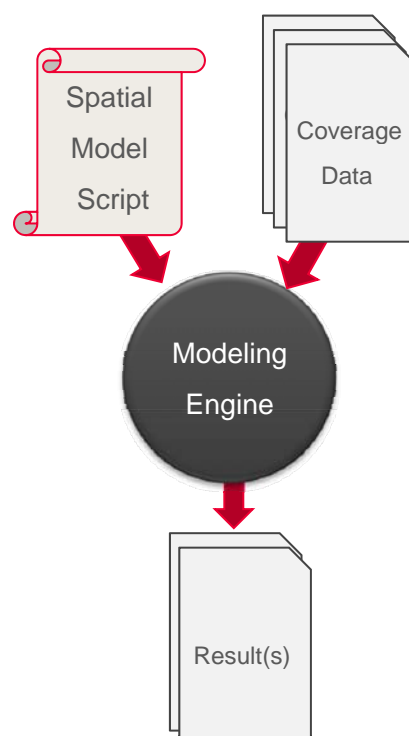 Spatial
Model
Script
Coverage
Data
Modeling
Engine
Result(s)